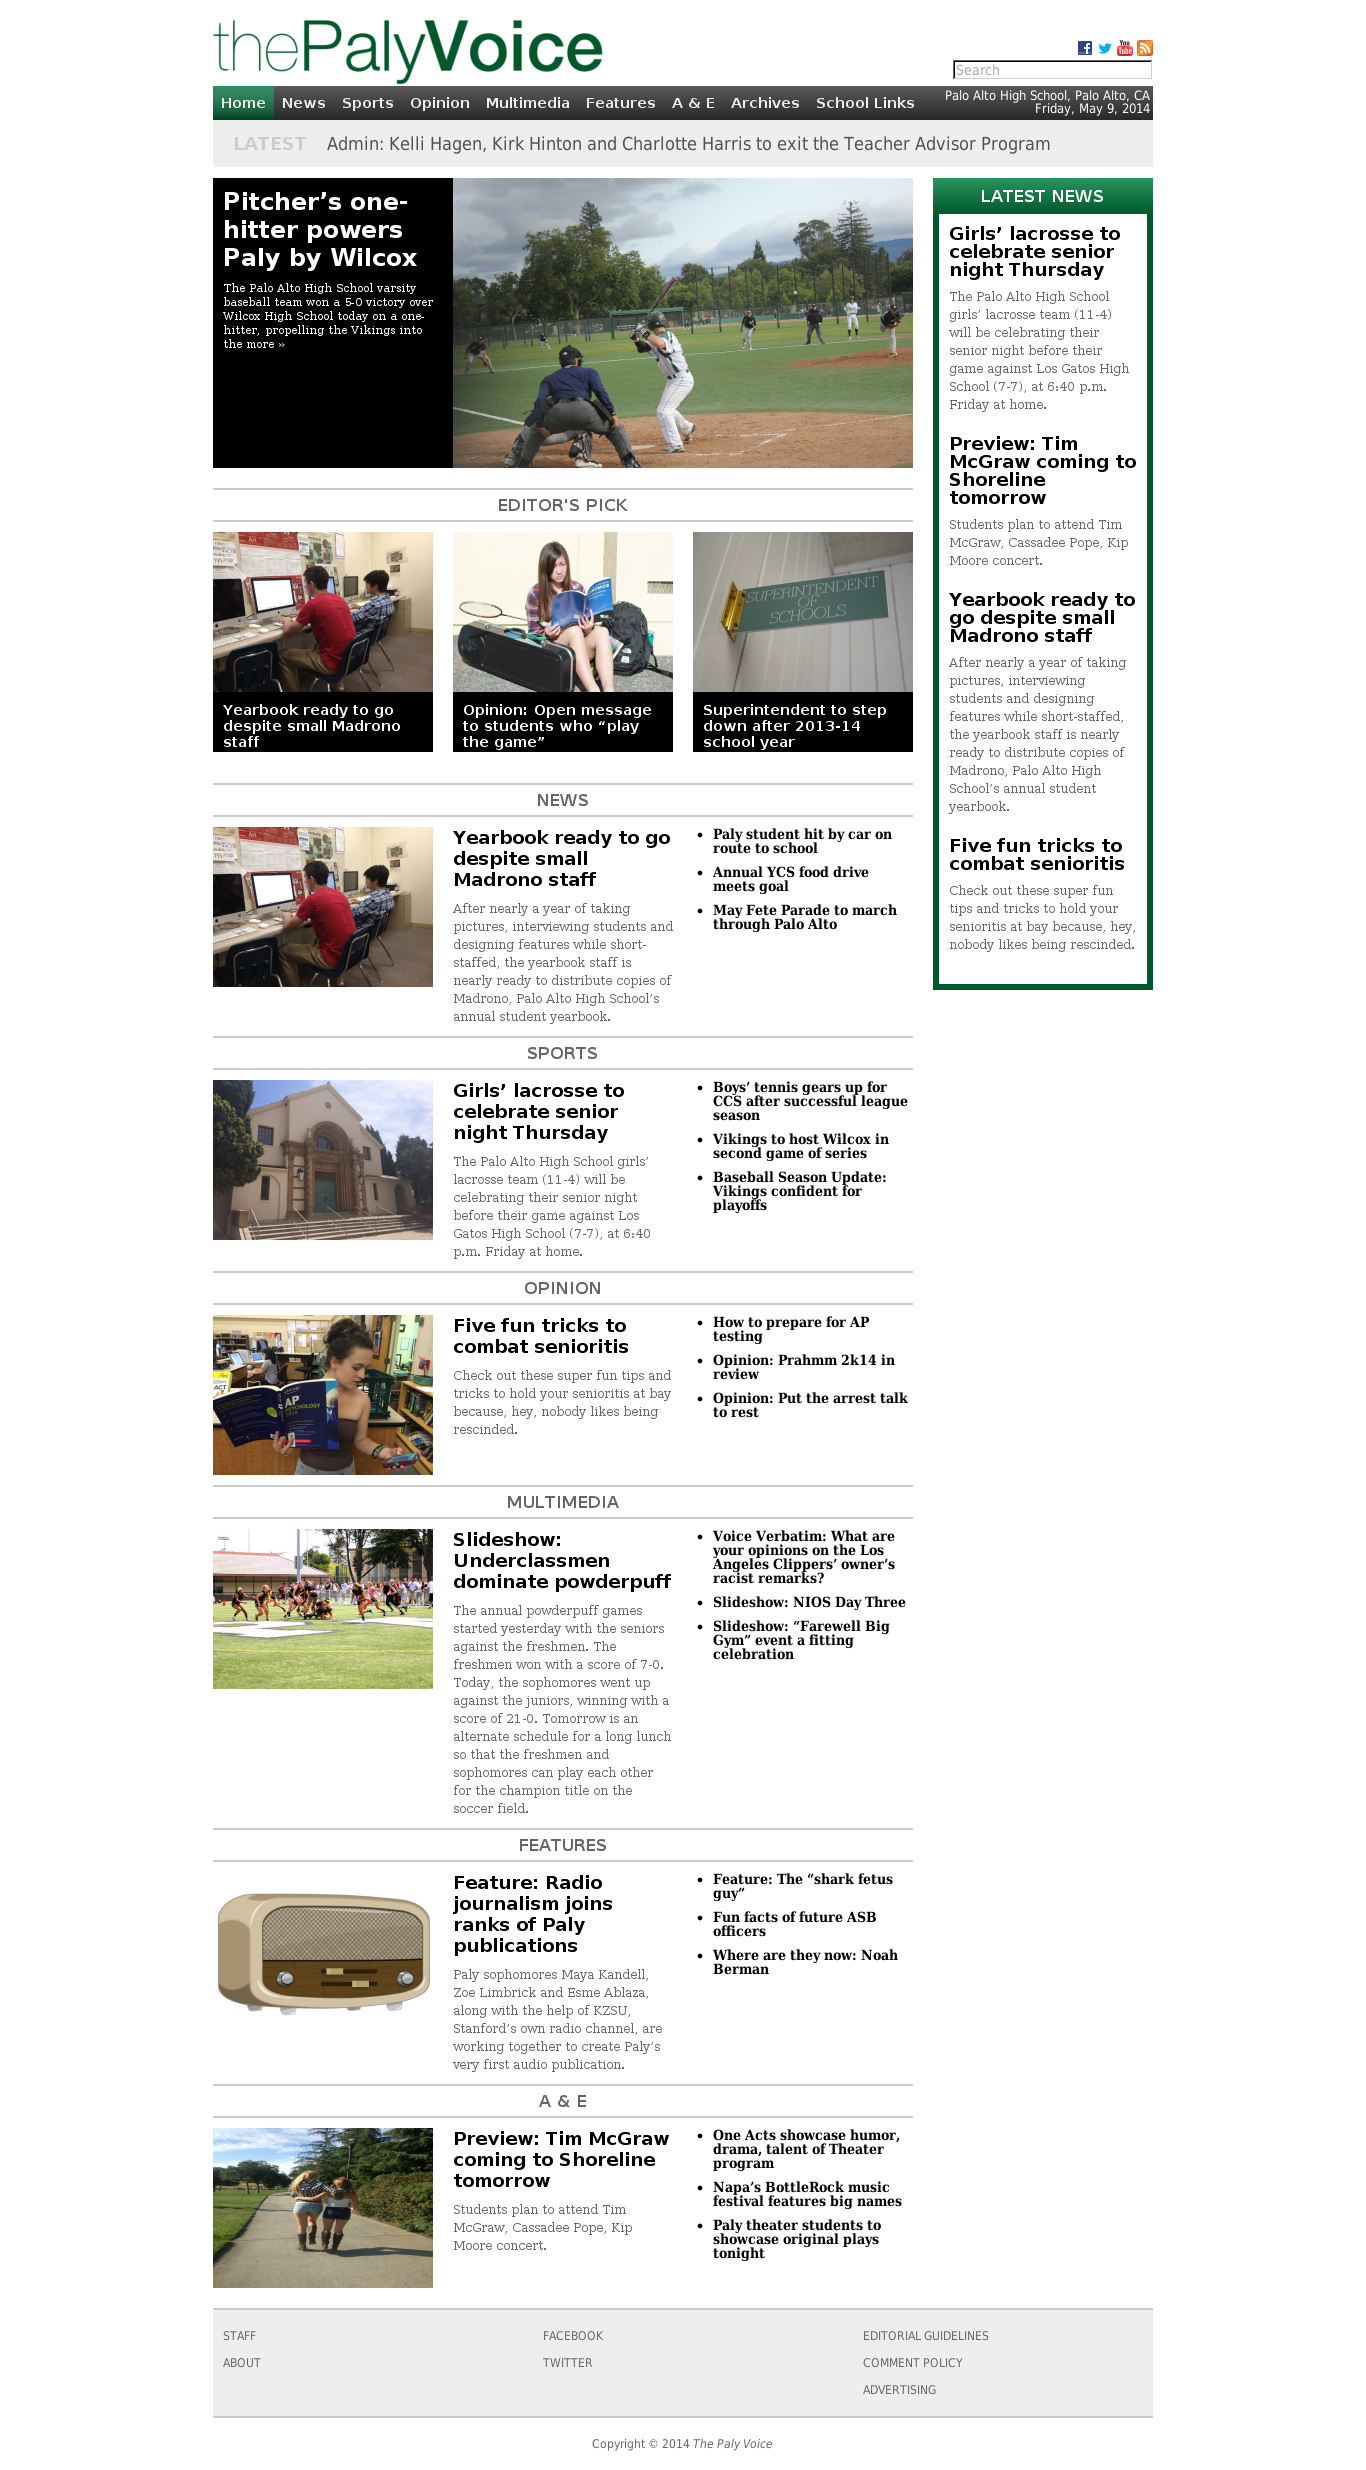 thePalyVoice
Search
Home News Sports Opinion Multimedia Features A & E Archives School Links
Palo Alto High School, Palo Alto, CA
Friday, May 9, 2014
LATEST Admin: Kelli Hagen, Kirk Hinton and Charlotte Harris to exit the Teacher Advisor Program
Pitcher’s one-
hitter powers
Paly by Wilcox
The Palo Alto High School varsity
baseball team won a 5-0 victory over
Wilcox High School today on a one-
hitter, propelling the Vikings into
the more »
EDITOR'S PICK
SUPERINTENDENT
OF
SCHOOLS
Yearbook ready to go
despite small Madrono
staff
Opinion: Open message
to students who “play
the game”
Superintendent to step
down after 2013-14
school year
NEWS
Yearbook ready to go
despite small
Madrono staff
After nearly a year of taking
pictures, interviewing students and
designing features while short-
staffed, the yearbook staff is
nearly ready to distribute copies of
Madrono, Palo Alto High School’s
annual student yearbook.
• Paly student hit by car on
route to school
• Annual YCS food drive
meets goal
• May Fete Parade to march
through Palo Alto
SPORTS
Girls’ lacrosse to
celebrate senior
night Thursday
The Palo Alto High School girls’
lacrosse team (11-4) will be
celebrating their senior night
before their game against Los
Gatos High School (7-7), at 6:40
p.m. Friday at home.
• Boys’ tennis gears up for
CCS after successful league
season
• Vikings to host Wilcox in
second game of series
• Baseball Season Update:
Vikings confident for
playoffs
OPINION
AP
PSYCHOLOGY
Five fun tricks to
combat senioritis
Check out these super fun tips and
tricks to hold your senioritis at bay
because, hey, nobody likes being
rescinded.
• How to prepare for AP
testing
• Opinion: Prahmm 2k14 in
review
• Opinion: Put the arrest talk
to rest
MULTIMEDIA
Slideshow:
Underclassmen
dominate powderpuff
The annual powderpuff games
started yesterday with the seniors
against the freshmen. The
freshmen won with a score of 7-0.
Today, the sophomores went up
against the juniors, winning with a
score of 21-0. Tomorrow is an
alternate schedule for a long lunch
so that the freshmen and
sophomores can play each other
for the champion title on the
soccer field.
• Voice Verbatim: What are
your opinions on the Los
Angeles Clippers’ owner’s
racist remarks?
• Slideshow: NIOS Day Three
• Slideshow: “Farewell Big
Gym” event a fitting
celebration
FEATURES
Feature: Radio
journalism joins
ranks of Paly
publications
Paly sophomores Maya Kandell,
Zoe Limbrick and Esme Ablaza,
along with the help of KZSU,
Stanford’s own radio channel, are
working together to create Paly’s
very first audio publication.
• Feature: The “shark fetus
guy”
• Fun facts of future ASB
officers
• Where are they now: Noah
Berman
A & E
Preview: Tim McGraw
coming to Shoreline
tomorrow
Students plan to attend Tim
McGraw, Cassadee Pope, Kip
Moore concert.
• One Acts showcase humor,
drama, talent of Theater
program
• Napa’s BottleRock music
festival features big names
• Paly theater students to
showcase original plays
tonight
LATEST NEWS
Girls’ lacrosse to
celebrate senior
night Thursday
The Palo Alto High School
girls’ lacrosse team (11-4)
will be celebrating their
senior night before their
game against Los Gatos High
School (7-7), at 6:40 p.m.
Friday at home.
Preview: Tim
McGraw coming to
Shoreline
tomorrow
Students plan to attend Tim
McGraw, Cassadee Pope, Kip
Moore concert.
Yearbook ready to
go despite small
Madrono staff
After nearly a year of taking
pictures, interviewing
students and designing
features while short-staffed,
the yearbook staff is nearly
ready to distribute copies of
Madrono, Palo Alto High
School’s annual student
yearbook.
Five fun tricks to
combat senioritis
Check out these super fun
tips and tricks to hold your
senioritis at bay because, hey,
nobody likes being rescinded.
STAFF
ABOUT
FACEBOOK
TWITTER
EDITORIAL GUIDELINES
COMMENT POLICY
ADVERTISING
Copyright © 2014 The Paly Voice